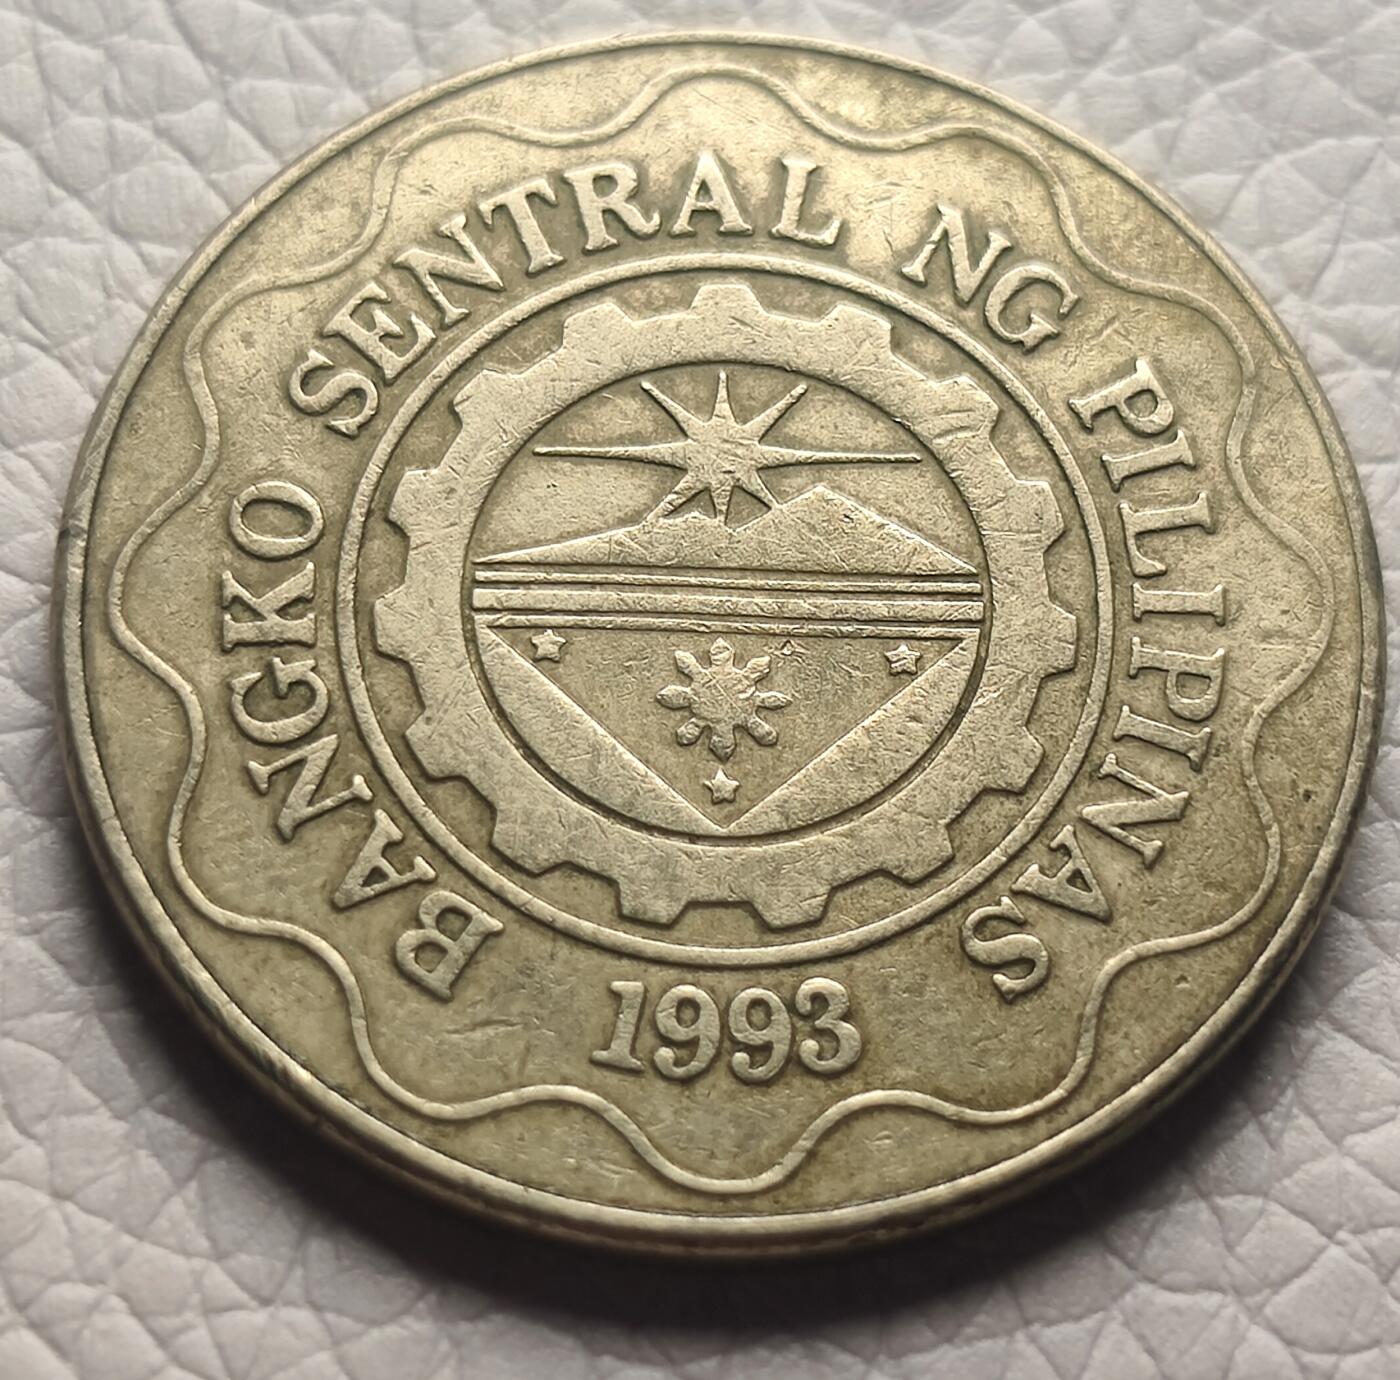 BANGKO SENTRAL NG PILIPINAS
1993